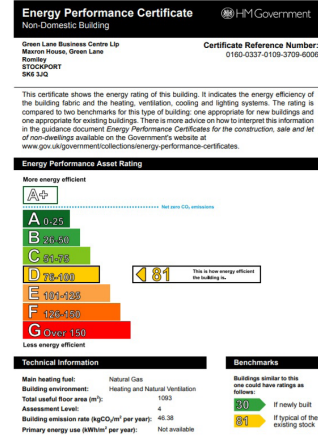 Energy Performance Certificate
Non-Domestic Building
HM Government
Green Lane Business Centre Llp
Maxron House, Green Lane
Romiley
STOCKPORT
SK6 3JQ
Certificate Reference Number:
0160-0337-0109-3709-6006
This certificate shows the energy rating of this building. It indicates the energy efficiency of
the building fabric and the heating, ventilation, cooling and lighting systems. The rating is
compared to two benchmarks for this type of building: one appropriate for new buildings and
one appropriate for existing buildings. There is more advice on how to interpret this information
in the guidance document Energy Performance Certificates for the construction, sale and let
of non-dwellings available on the Government's website at
www.gov.uk/government/collections/energy-performance-certificates.
Energy Performance Asset Rating
More energy efficient
A+
Net zero CO₂ emissions
A 0-25
B 26-50
C 51-75
D 76-100
81
This is how energy efficient
the building is.
E 101-125
F 126-150
G Over 150
Less energy efficient
Technical Information
Main heating fuel: Natural Gas
Building environment: Heating and Natural Ventilation
Total useful floor area (m²): 1093
Assessment Level: 4
Building emission rate (kgCO₂/m² per year): 46.38
Primary energy use (kWh/m² per year): Not available
Benchmarks
Buildings similar to this
one could have ratings as
follows:
30 If newly built
81 If typical of the
existing stock